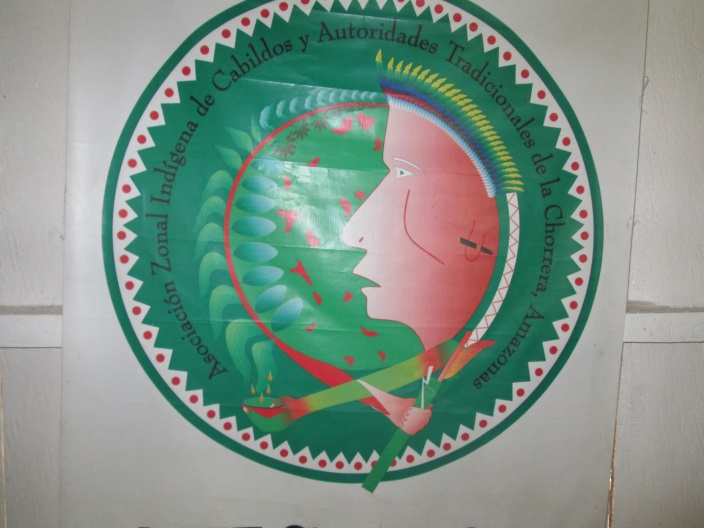 Asociación Zonal Indígena de Cabildos y Autoridades Tradicionales de la Chorrera, Amazonas